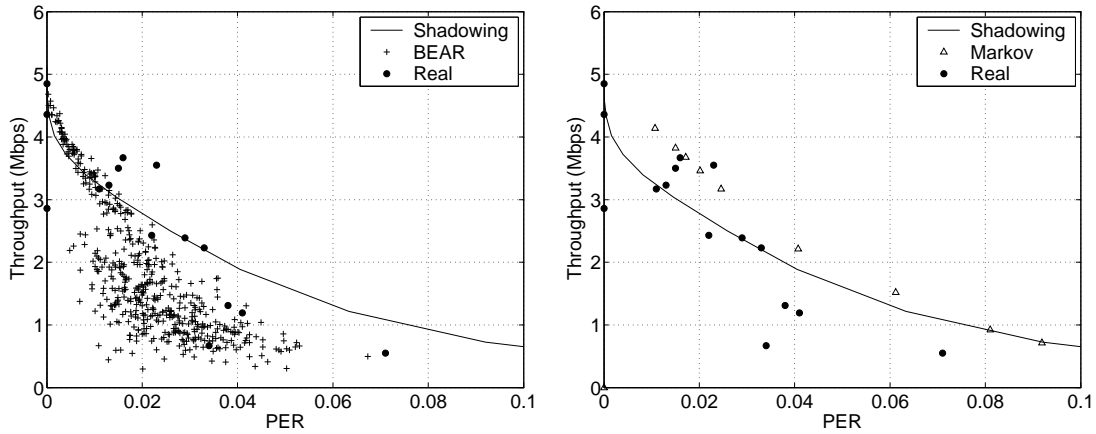 6
5
4
3
2
1
0
0
0.02
0.04
0.06
0.08
0.1
Throughput (Mbps)
PER
Shadowing
BEAR
Real
6
5
4
3
2
1
0
0
0.02
0.04
0.06
0.08
0.1
Throughput (Mbps)
PER
Shadowing
Markov
Real